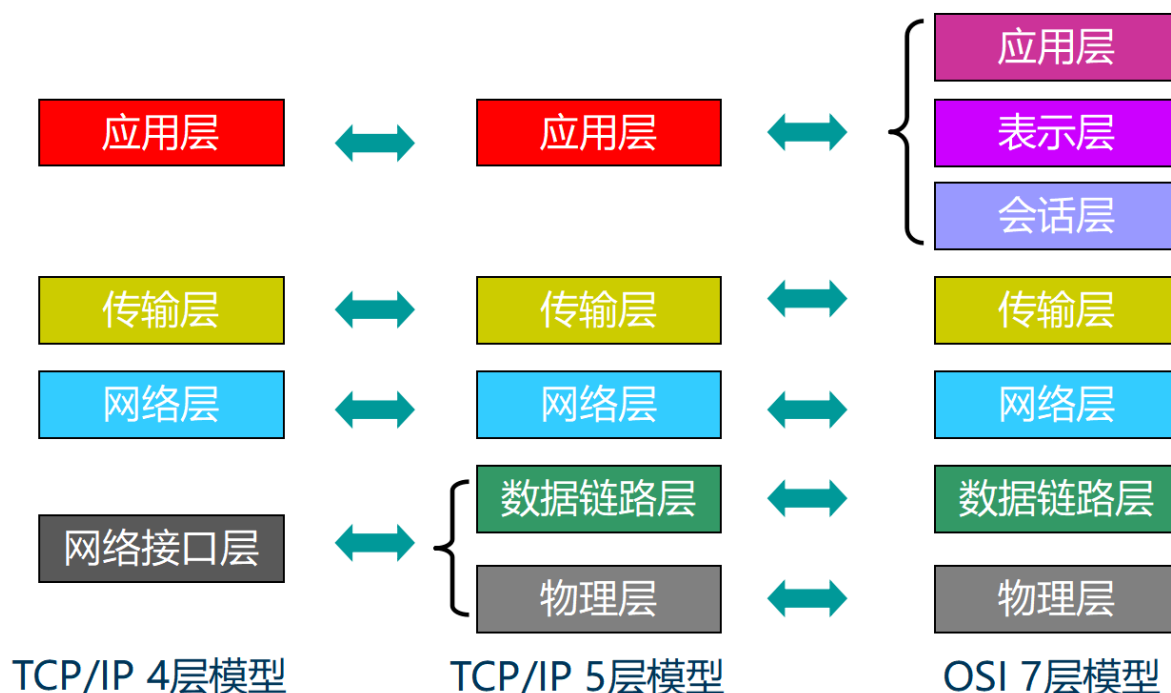 应用层
应用层
应用层
表示层
会话层
传输层
传输层
传输层
网络层
网络层
网络层
网络接口层
数据链路层
数据链路层
物理层
物理层
TCP/IP 4层模型
TCP/IP 5层模型
OSI 7层模型